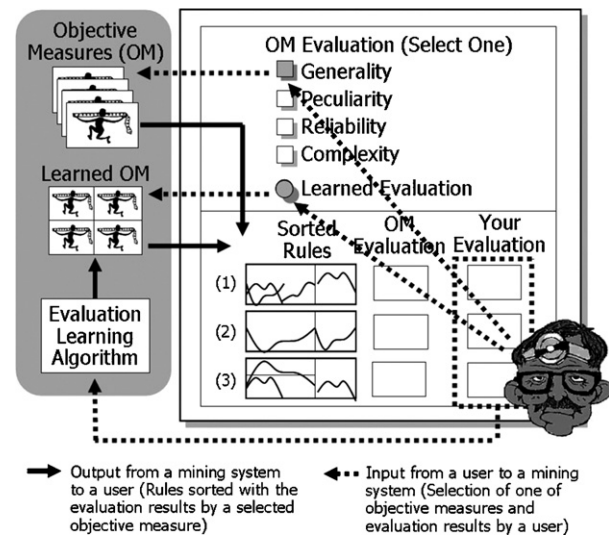 Objective
Measures (OM)
Learned OM
Evaluation
Learning
Algorithm
OM Evaluation (Select One)
Generality
Peculiarity
Reliability
Complexity
Learned Evaluation
Sorted
Rules
OM
Evaluation
Your
Evaluation
(1)
(2)
(3)
Output from a mining system
to a user (Rules sorted with the
evaluation results by a selected
objective measure)
Input from a user to a mining
system (Selection of one of
objective measures and
evaluation results by a user)